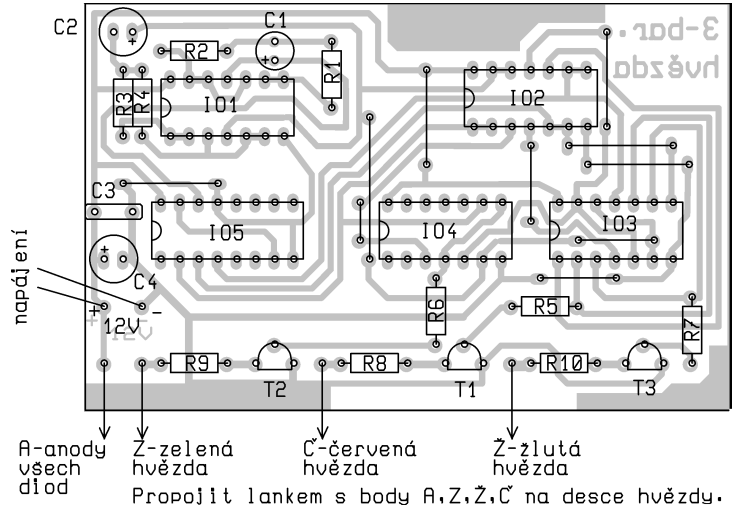 C2
C1
3-bar.
hvězda
R2
R1
R3
R4
IO1
IO2
C3
IO5
IO4
IO3
napájení
C4
+
12V
-
12V
R6
R5
R7
R9
R8
R10
T2
T1
T3
A-anody
všech
diod
Z-zelená
hvězda
Č-červená
hvězda
Ž-žlutá
hvězda
Propojit lankem s body A,Z,Ž,Č na desce hvězdy.